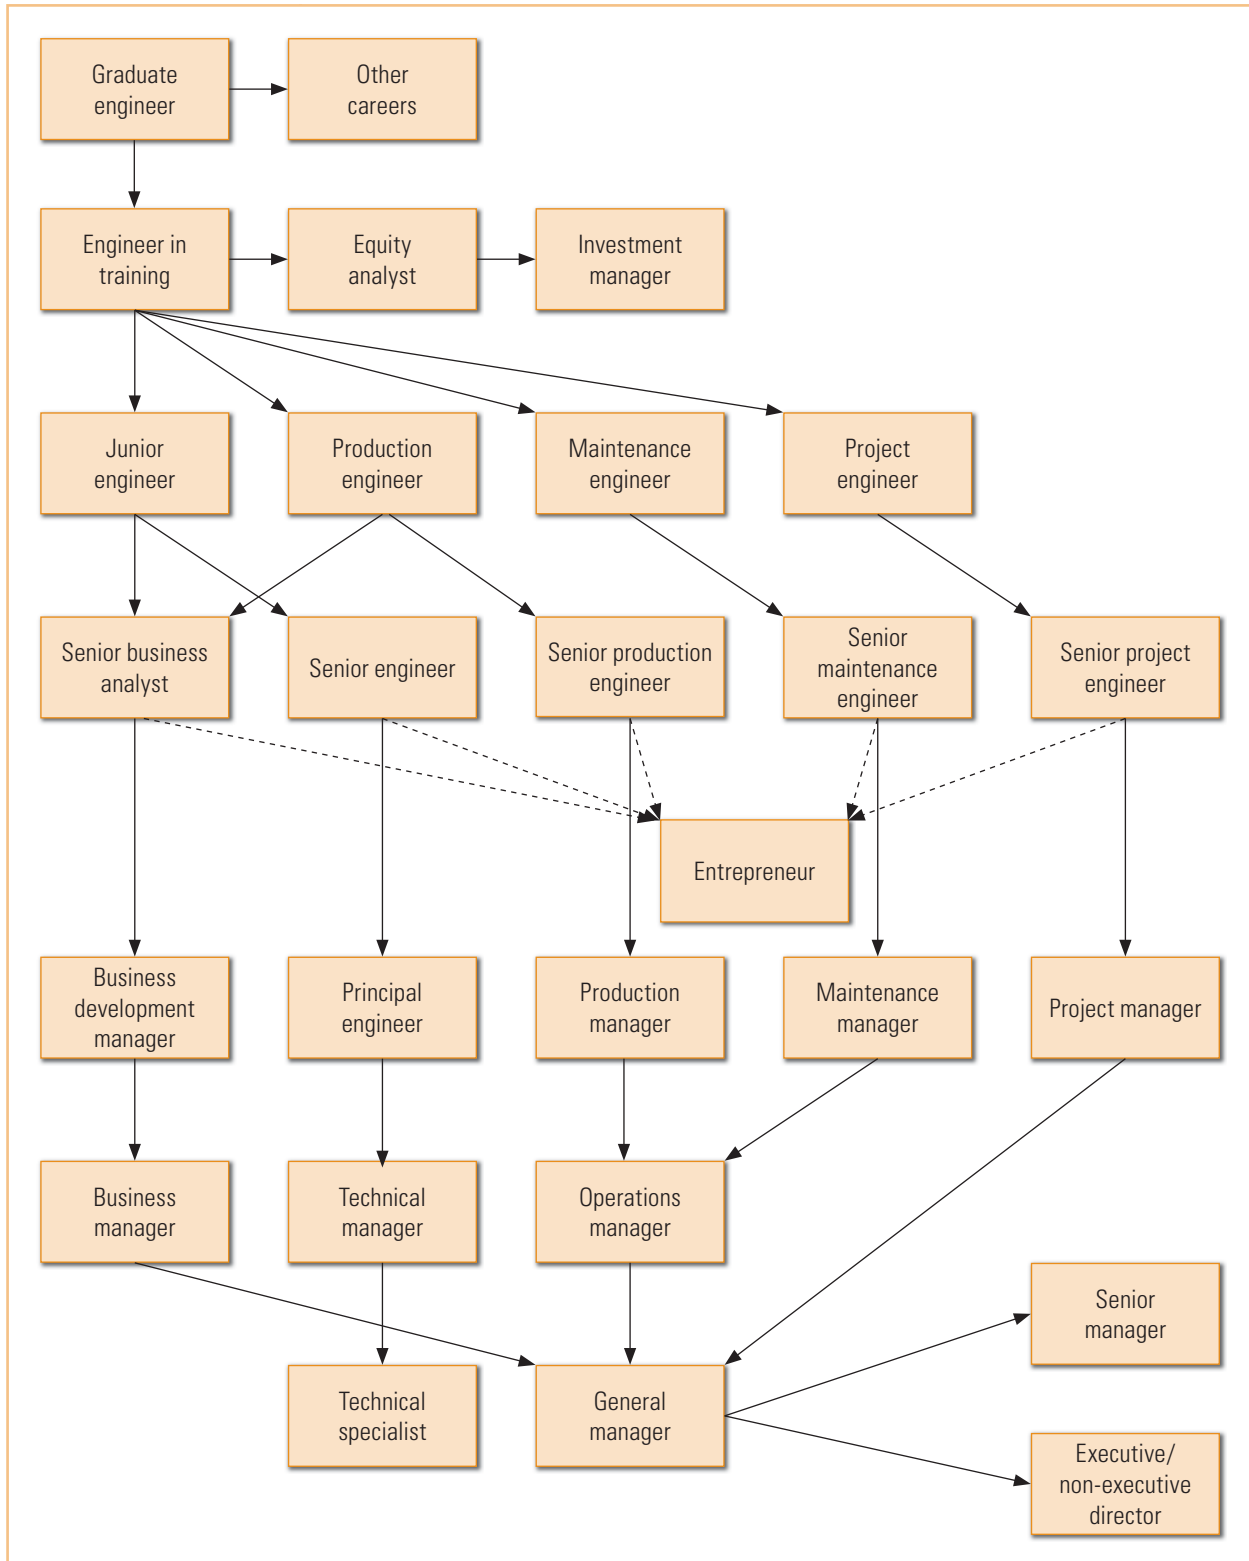 Graduate
engineer
Other
careers
Engineer in
training
Equity
analyst
Investment
manager
Junior
engineer
Production
engineer
Maintenance
engineer
Project
engineer
Senior business
analyst
Senior engineer
Senior production
engineer
Senior
maintenance
engineer
Senior project
engineer
Entrepreneur
Business
development
manager
Principal
engineer
Production
manager
Maintenance
manager
Project manager
Business
manager
Technical
manager
Operations
manager
Senior
manager
Technical
specialist
General
manager
Executive/
non-executive
director